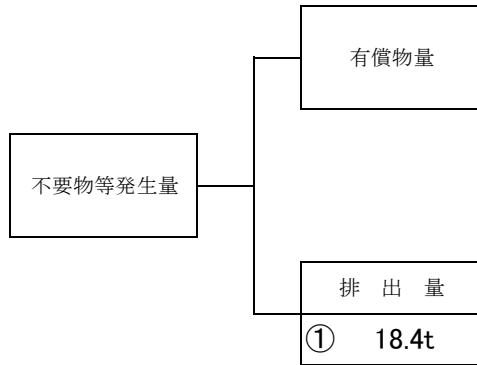 有償物量
不要物等発生量
排 出 量
① 18.4t